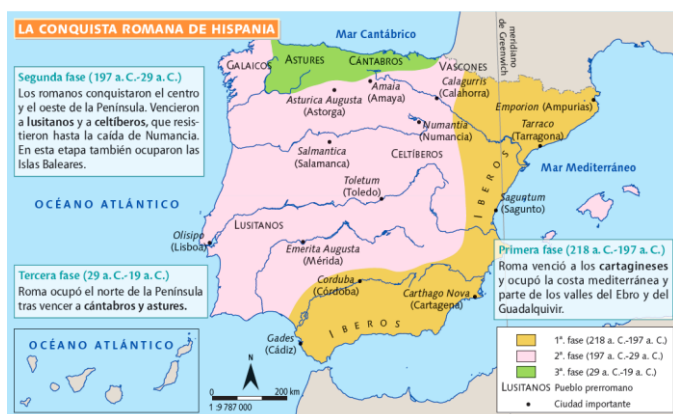 LA CONQUISTA ROMANA DE HISPANIA
Mar Cantábrico
meridiano
de Greenwich
GALAICOS
ASTURES
CÁNTABROS
VASCONES
Segunda fase (197 a. C.-29 a. C.)
Los romanos conquistaron el centro
y el oeste de la Península. Vencieron
a lusitanos y a celtíberos, que resis-
tieron hasta la caída de Numancia.
En esta etapa también ocuparon las
Islas Baleares.
Amaia
(Amaya)
Calagurris
(Calahorra)
Asturica Augusta
(Astorga)
Emporion (Ampurias)
Numantia
(Numancia)
Tarraco
(Tarragona)
Salmantica
(Salamanca)
CELTÍBEROS
Mar Mediterráneo
Toletum
(Toledo)
IBEROS
Saguntum
(Sagunto)
OCÉANO ATLÁNTICO
LUSITANOS
Olisipo
(Lisboa)
Emerita Augusta
(Mérida)
Primera fase (218 a. C.-197 a. C.)
Roma venció a los cartagineses
y ocupó la costa mediterránea y
parte de los valles del Ebro y del
Guadalquivir.
Tercera fase (29 a. C.-19 a. C.)
Roma ocupó el norte de la Península
tras vencer a cántabros y astures.
Corduba
(Córdoba)
Carthago Nova
(Cartagena)
IBEROS
Gades
(Cádiz)
OCÉANO
ATLÁNTICO
N
0 200 km
1 :9 787 000
1ª. fase (218 a. C.-197 a. C.)
2ª. fase (197 a. C.-29 a. C.)
3ª. fase (29 a. C.-19 a. C.)
LUSITANOS Pueblo prerromano
Ciudad importante